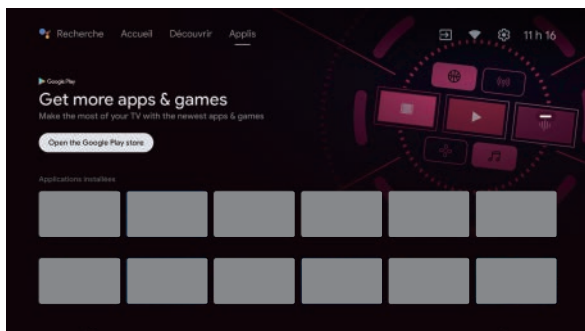 Recherche Accueil Découvrir Applis 11 h 16
Google Play
Get more apps & games
Make the most of your TV with the newest apps & games
Open the Google Play store
Applications installées